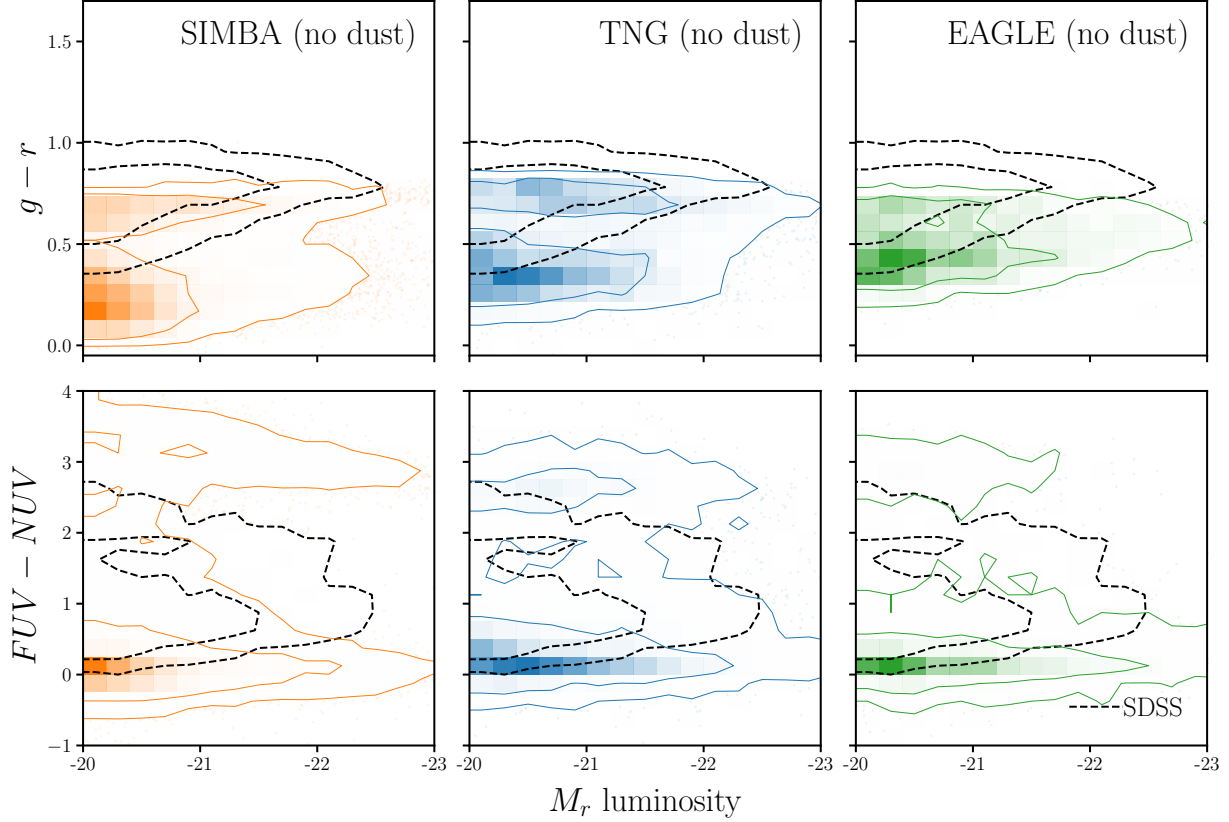 SIMBA (no dust)
TNG (no dust)
EAGLE (no dust)
1.5
1.0
0.5
0.0
g − r
4
3
2
1
0
−1
FUV − NUV
SDSS
-20 -21 -22 -23
-20 -21 -22 -23
-20 -21 -22 -23
M_r luminosity